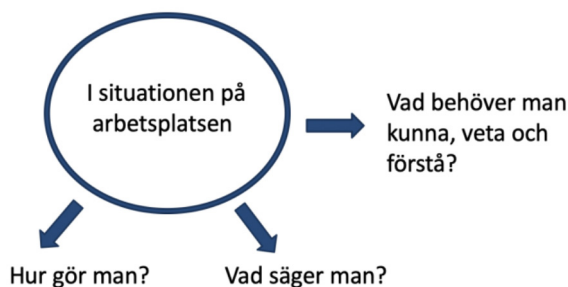 I situationen på
arbetsplatsen
Vad behöver man
kunna, veta och
förstå?
Hur gör man?
Vad säger man?